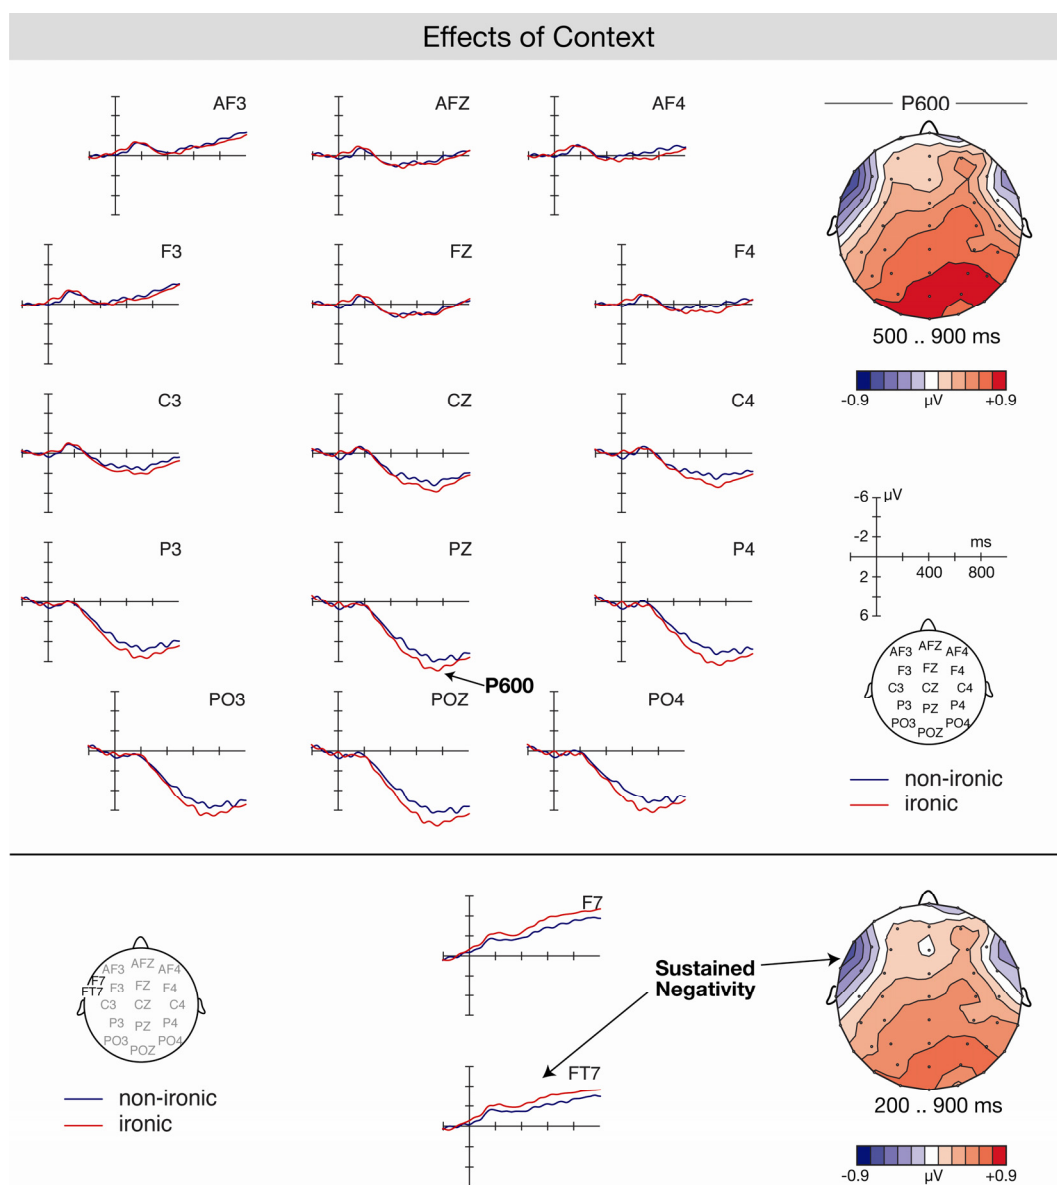 Effects of Context
AF3
AFZ
AF4
P600
F3
FZ
F4
500 .. 900 ms
-0.9
µV
+0.9
C3
CZ
C4
-6
µV
-2
ms
400
800
2
6
P3
PZ
P4
P600
AF3 AFZ AF4
F3 FZ F4
C3 CZ C4
P3 PZ P4
PO3 POZ PO4
PO3
POZ
PO4
non-ironic
ironic
F7
Sustained
Negativity
AF3 AFZ AF4
F7
FT7 F3 FZ F4
C3 CZ C4
P3 PZ P4
PO3 POZ PO4
FT7
non-ironic
ironic
200 .. 900 ms
-0.9
µV
+0.9